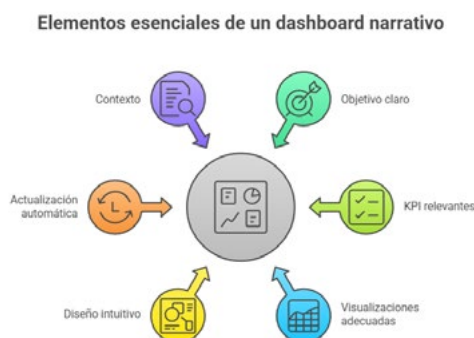 Elementos esenciales de un dashboard narrativo
Contexto
Objetivo claro
Actualización
automática
KPI relevantes
Diseño intuitivo
Visualizaciones
adecuadas